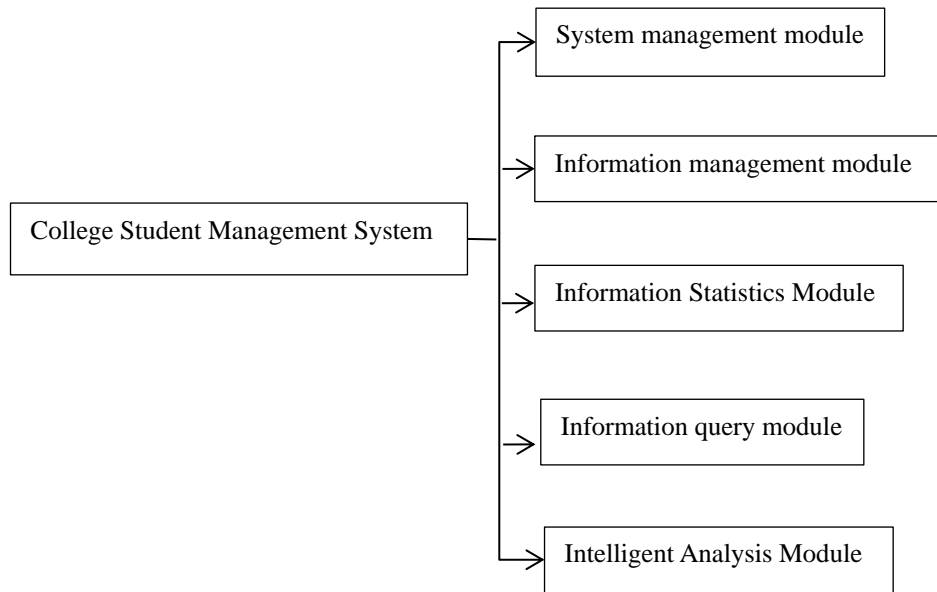 System management module
Information management module
College Student Management System
Information Statistics Module
Information query module
Intelligent Analysis Module